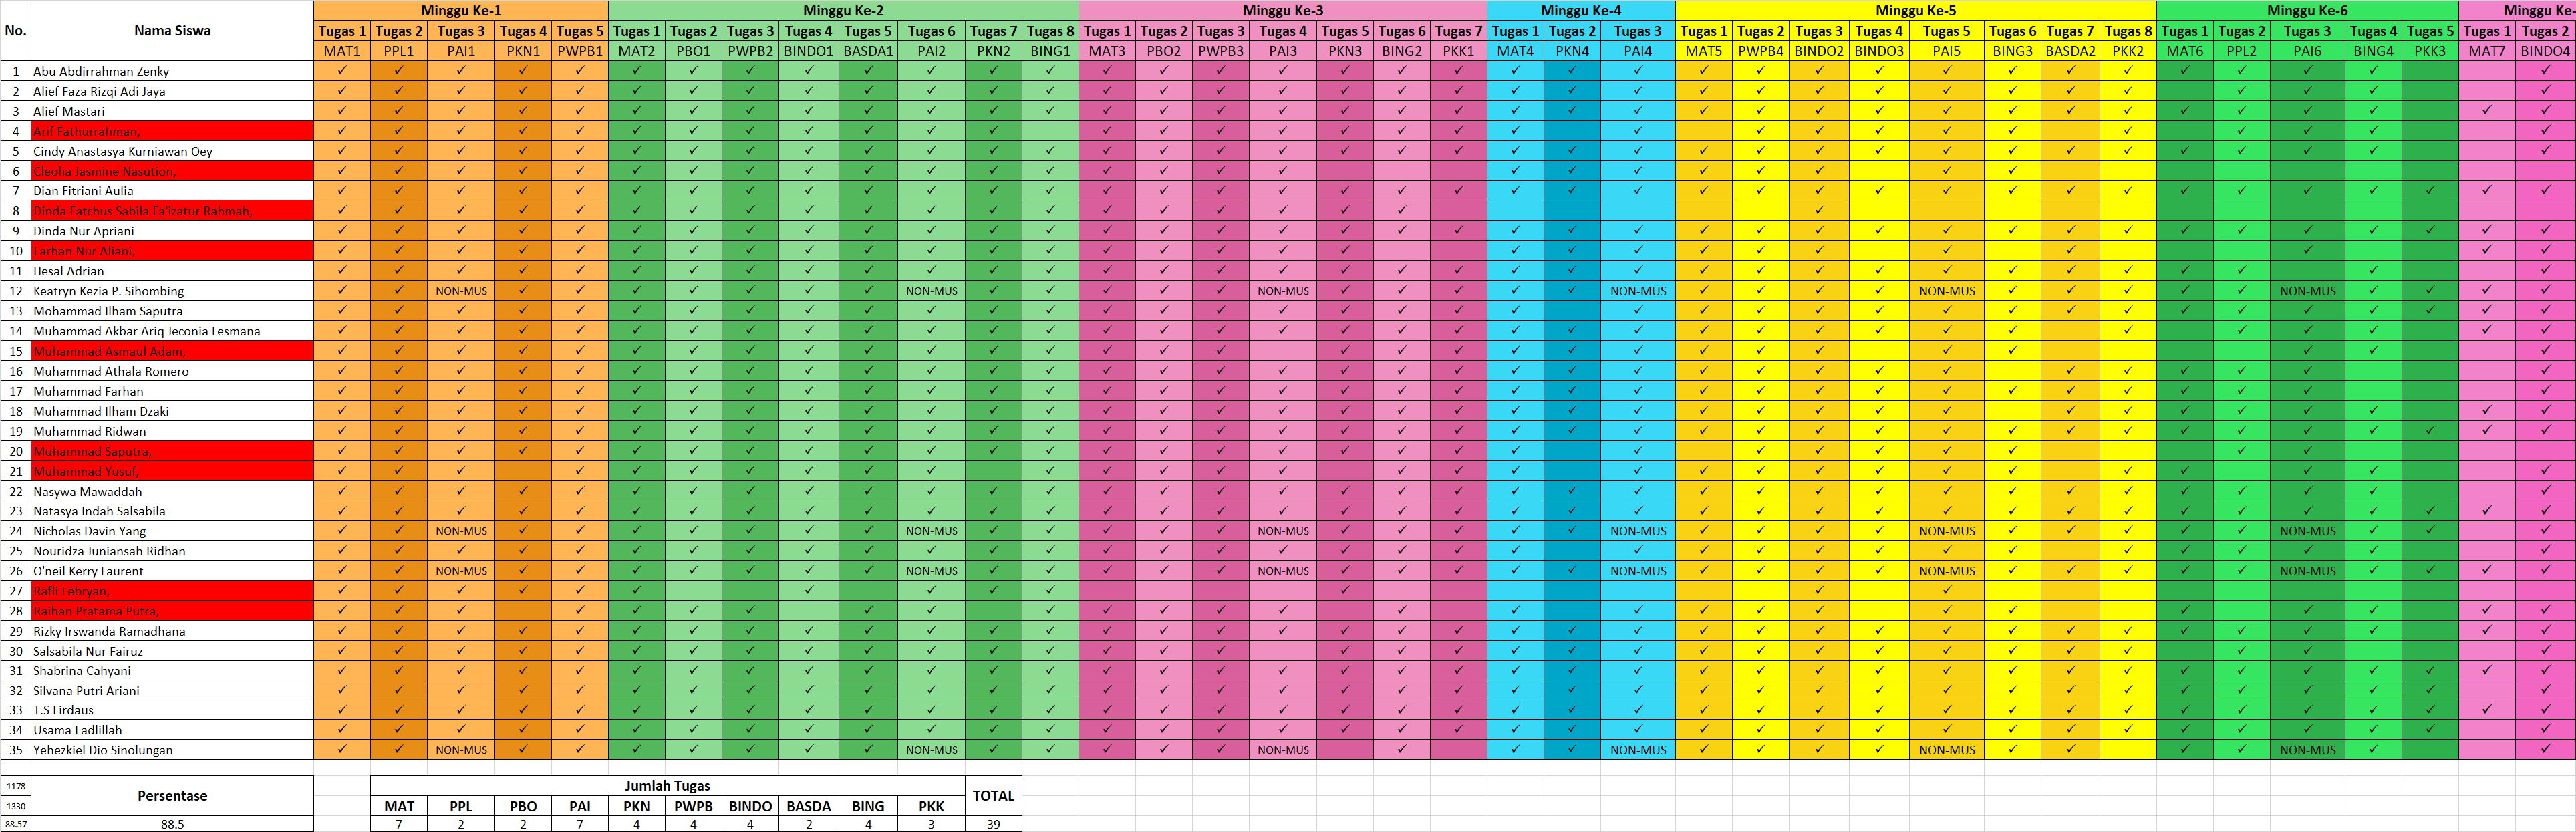 No. Nama Siswa Minggu Ke-1 Minggu Ke-2 Minggu Ke-3 Minggu Ke-4 Minggu Ke-5 Minggu Ke-6 Minggu Ke-
Tugas 1 Tugas 2 Tugas 3 Tugas 4 Tugas 5 Tugas 1 Tugas 2 Tugas 3 Tugas 4 Tugas 5 Tugas 6 Tugas 7 Tugas 8 Tugas 1 Tugas 2 Tugas 3 Tugas 4 Tugas 5 Tugas 6 Tugas 7 Tugas 1 Tugas 2 Tugas 3 Tugas 1 Tugas 2 Tugas 3 Tugas 4 Tugas 5 Tugas 6 Tugas 7 Tugas 8 Tugas 1 Tugas 2 Tugas 3 Tugas 4 Tugas 5 Tugas 1 Tugas 2
MAT1 PPL1 PAI1 PKN1 PWPB1 MAT2 PBO1 PWPB2 BINDO1 BASDA1 PAI2 PKN2 BING1 MAT3 PBO2 PWPB3 PAI3 PKN3 BING2 PKK1 MAT4 PKN4 PAI4 MAT5 PWPB4 BINDO2 BINDO3 PAI5 BING3 BASDA2 PKK2 MAT6 PPL2 PAI6 BING4 PKK3 MAT7 BINDO4
1 Abu Abdirrahman Zenky
2 Alief Faza Rizqi Adi Jaya
3 Alief Mastari
4 Arif Fathurrahman,
5 Cindy Anastasya Kurniawan Oey
6 Cleolia Jasmine Nasution,
7 Dian Fitriani Aulia
8 Dinda Fatchus Sabila Fa'izatur Rahmah,
9 Dinda Nur Apriani
10 Farhan Nur Aliani,
11 Hesal Adrian
12 Keatryn Kezia P. Sihombing NON-MUS NON-MUS NON-MUS NON-MUS NON-MUS NON-MUS
13 Mohammad Ilham Saputra
14 Muhammad Akbar Ariq Jeconia Lesmana
15 Muhammad Asmaul Adam,
16 Muhammad Athala Romero
17 Muhammad Farhan
18 Muhammad Ilham Dzaki
19 Muhammad Ridwan
20 Muhammad Saputra,
21 Muhammad Yusuf,
22 Nasywa Mawaddah
23 Natasya Indah Salsabila
24 Nicholas Davin Yang NON-MUS NON-MUS NON-MUS NON-MUS NON-MUS NON-MUS
25 Nouridza Juniansah Ridhan
26 O'neil Kerry Laurent NON-MUS NON-MUS NON-MUS NON-MUS NON-MUS NON-MUS
27 Rafli Febryan,
28 Raihan Pratama Putra,
29 Rizky Irswanda Ramadhana
30 Salsabila Nur Fairuz
31 Shabrina Cahyani
32 Silvana Putri Ariani
33 T.S Firdaus
34 Usama Fadlillah
35 Yehezkiel Dio Sinolungan NON-MUS NON-MUS NON-MUS NON-MUS NON-MUS NON-MUS
1178 Persentase Jumlah Tugas TOTAL
1330 MAT PPL PBO PAI PKN PWPB BINDO BASDA BING PKK
88.57 88.5 7 2 2 7 4 4 4 2 4 3 39